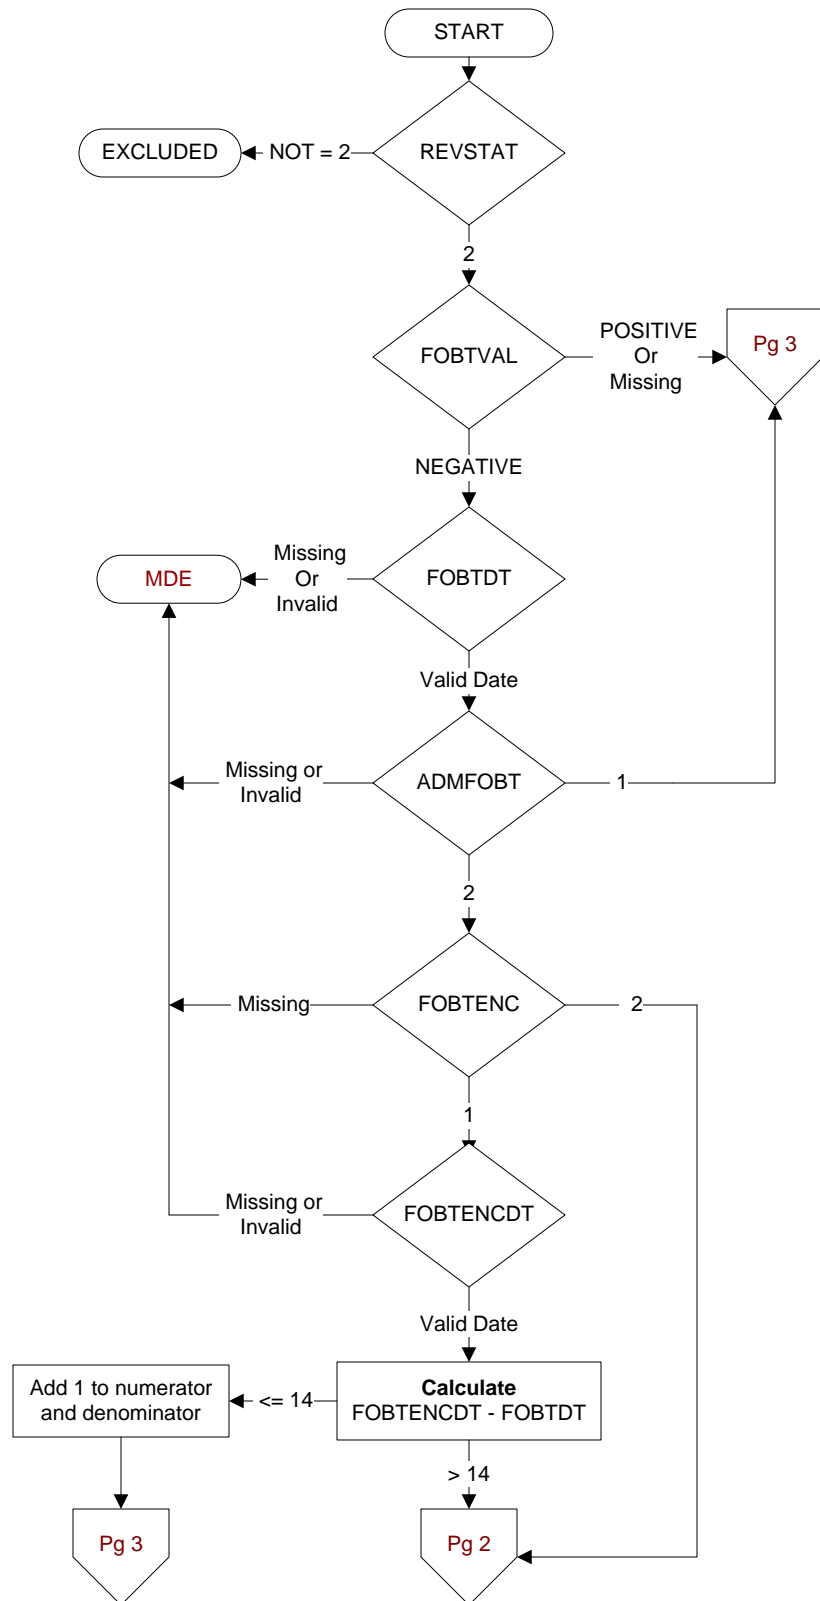 START
EXCLUDED
NOT = 2
REVSTAT
2
FOBTVAL
POSITIVE
Or
Missing
Pg 3
NEGATIVE
MDE
Missing
Or
Invalid
FOBTDT
Valid Date
Missing or
Invalid
ADMFOBT
1
2
Missing
FOBTENC
2
1
Missing or
Invalid
FOBTENCDT
Valid Date
Add 1 to numerator
and denominator
<= 14
Calculate
FOBTENCDT - FOBTDT
> 14
Pg 3
Pg 2